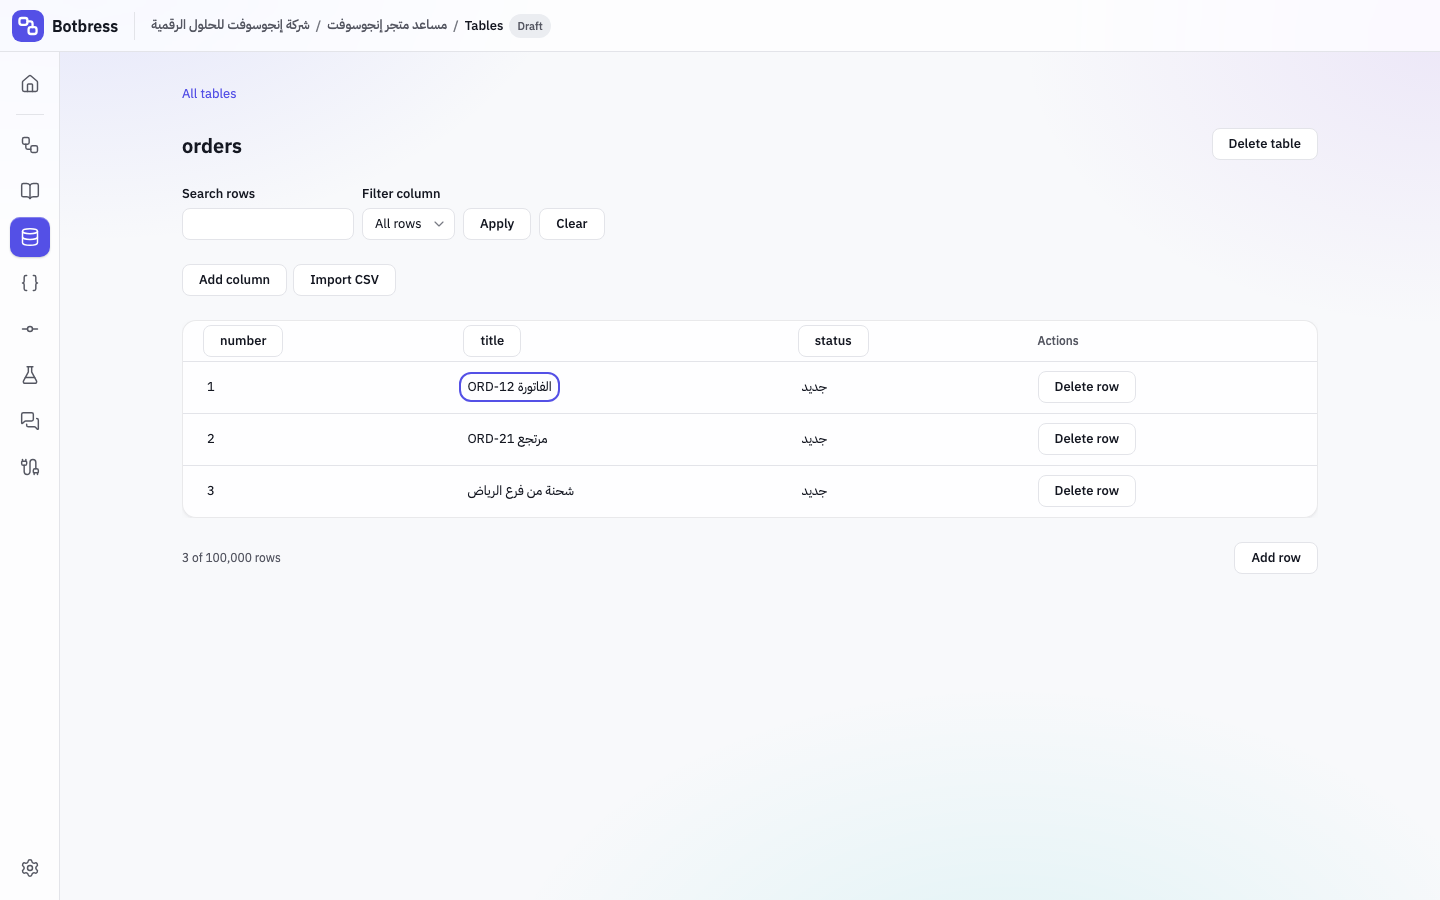 Botbress
شركة إنجوسوفت للحلول الرقمية / مساعد متجر إنجوسوفت / Tables Draft
All tables
orders
Delete table
Search rows
Filter column
All rows
Apply
Clear
Add column
Import CSV
number title status Actions
1 الفاتورة ORD-12 جديد Delete row
2 مرتجع ORD-21 جديد Delete row
3 شحنة من فرع الرياض جديد Delete row
3 of 100,000 rows
Add row